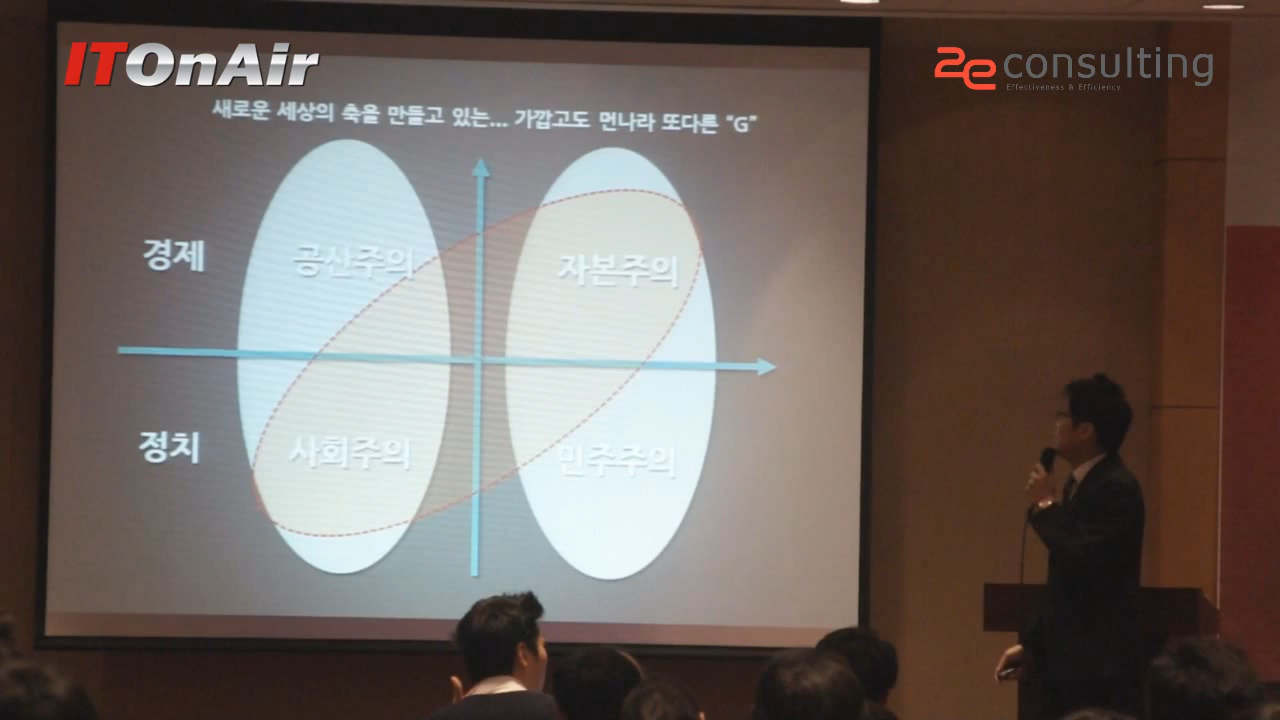 ITOnAir
2e consulting
Effectiveness & Efficiency
새로운 세상의 축을 만들고 있는... 가깝고도 먼나라 또다른 “G”
경제
공산주의
자본주의
정치
사회주의
민주주의